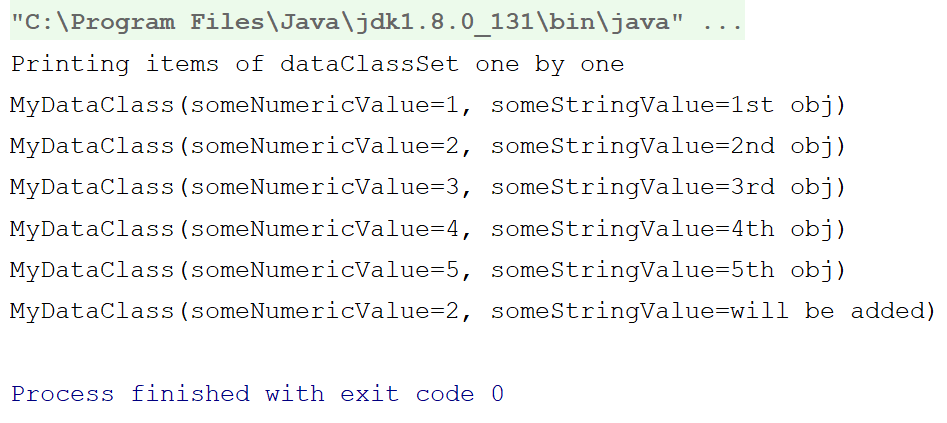 "C:\Program Files\Java\jdk1.8.0_131\bin\java" ...
Printing items of dataClassSet one by one
MyDataClass(someNumericValue=1, someStringValue=1st obj)
MyDataClass(someNumericValue=2, someStringValue=2nd obj)
MyDataClass(someNumericValue=3, someStringValue=3rd obj)
MyDataClass(someNumericValue=4, someStringValue=4th obj)
MyDataClass(someNumericValue=5, someStringValue=5th obj)
MyDataClass(someNumericValue=2, someStringValue=will be added)
Process finished with exit code 0